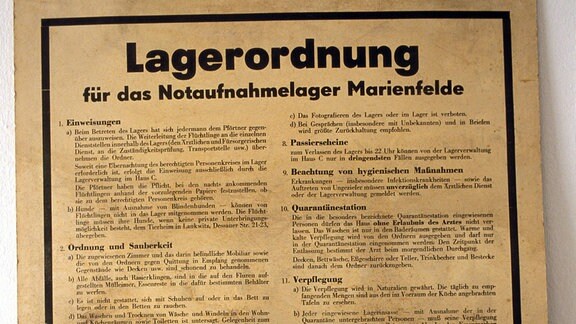 Lagerordnung
für das Notaufnahmelager Marienfelde
1. Einweisungen
a) Beim Betreten des Lagers hat sich jedermann dem Pförtner gegen-
über auszuweisen. Die Weiterleitung der Flüchtlinge an die einzelnen
Dienststellen innerhalb des Lagers (den Ärztlichen und Fürsorgerischen
Dienst, an die Zuständigkeitsprüfung, Transportstelle usw.) über-
nehmen die Ordner.
Soweit eine Übernachtung des berechtigten Personenkreises im Lager
erforderlich ist, erfolgt die Einweisung ausschließlich durch die
Lagerverwaltung im Haus C.
Die Pförtner haben die Pflicht, bei den nachts ankommenden
Flüchtlingen anhand der vorzulegenden Papiere festzustellen, ob
sie zu dem berechtigten Personenkreis gehören.
b) Hunde — mit Ausnahme von Blindenhunden — können von
Flüchtlingen nicht in das Lager mitgenommen werden. Die Flücht-
linge müssen ihre Hunde, wenn keine private Unterbringungs-
möglichkeit besteht, dem Tierheim in Lankwitz, Dessauer Str. 21-23,
übergeben.
2. Ordnung und Sauberkeit
a) Die zugewiesenen Zimmer und das darin befindliche Mobiliar sowie
die von den Ordnern gegen Quittung in Empfang genommenen
Gegenstände wie Decken usw. sind schonend zu behandeln.
b) Alle Abfälle, auch Rasierklingen, sind in die auf den Fluren auf-
gestellten Mülleimer, Essenreste in die dafür bestimmten Behälter
zu werfen.
c) Es ist nicht gestattet, sich mit Schuhen auf oder in das Bett zu
legen oder in den Betten zu rauchen.
d) Das Waschen und Trocknen von Wäsche und Windeln in den Wohn-
und Küchenräumen sowie Toiletten ist untersagt. Gelegenheit zum
c) Das Fotografieren des Lagers oder im Lager ist verboten.
d) Bei Gesprächen (insbesondere mit Unbekannten) und in Briefen
wird größte Zurückhaltung empfohlen.
8. Passierscheine
zum Verlassen des Lagers bis 22 Uhr können von der Lagerverwaltung
im Haus C nur in dringendsten Fällen ausgegeben werden.
9. Beachtung von hygienischen Maßnahmen
Erkrankungen — insbesondere Infektionskrankheiten — sowie das
Auftreten von Ungeziefer müssen unverzüglich dem Ärztlichen Dienst
oder der Lagerverwaltung gemeldet werden.
10. Quarantänestation
Die in die besonders bezeichnete Quarantänestation eingewiesenen
Personen dürfen das Haus ohne Erlaubnis des Arztes nicht ver-
lassen. Das Waschen ist nur in den Baderäumen gestattet. Warme und
kalte Verpflegung wird von den Ordnern ausgegeben und darf nur
in der Quarantänestation eingenommen werden. Den Zeitpunkt der
Entlassung bestimmt der Arzt beim morgendlichen Durchgang.
Decken, Bettwäsche, Eßgeschirr oder Teller, Trinkbecher und Bestecke
sind danach dem Ordner zurückzugeben.
11. Verpflegung
a) Die Verpflegung wird in Naturalien gewährt. Die täglich zu emp-
fangenden Mengen sind aus den im Vorraum der Küche angebrachten
Tafeln zu ersehen.
b) Jeder eingewiesene Lagerinsasse — mit Ausnahme der in der
Quarantäne untergebrachten Personen — muß seine Verpflegung